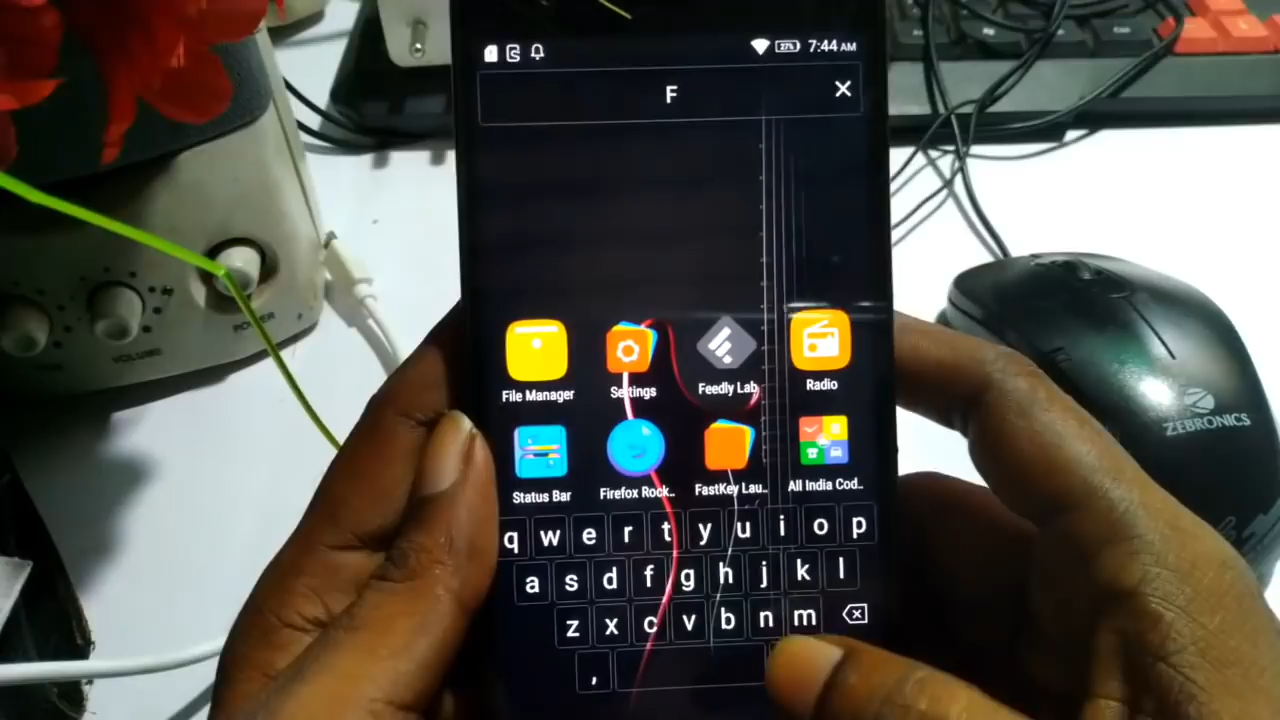 27%
7:44 AM
F
File Manager
Settings
Feedly Lab
Radio
Status Bar
Firefox Rock..
FastKey Lau..
All India Cod..
q w e r t y u i o p
a s d f g h j k l
z x c v b n m
,
POWER
VOLUME
ZEBRONICS